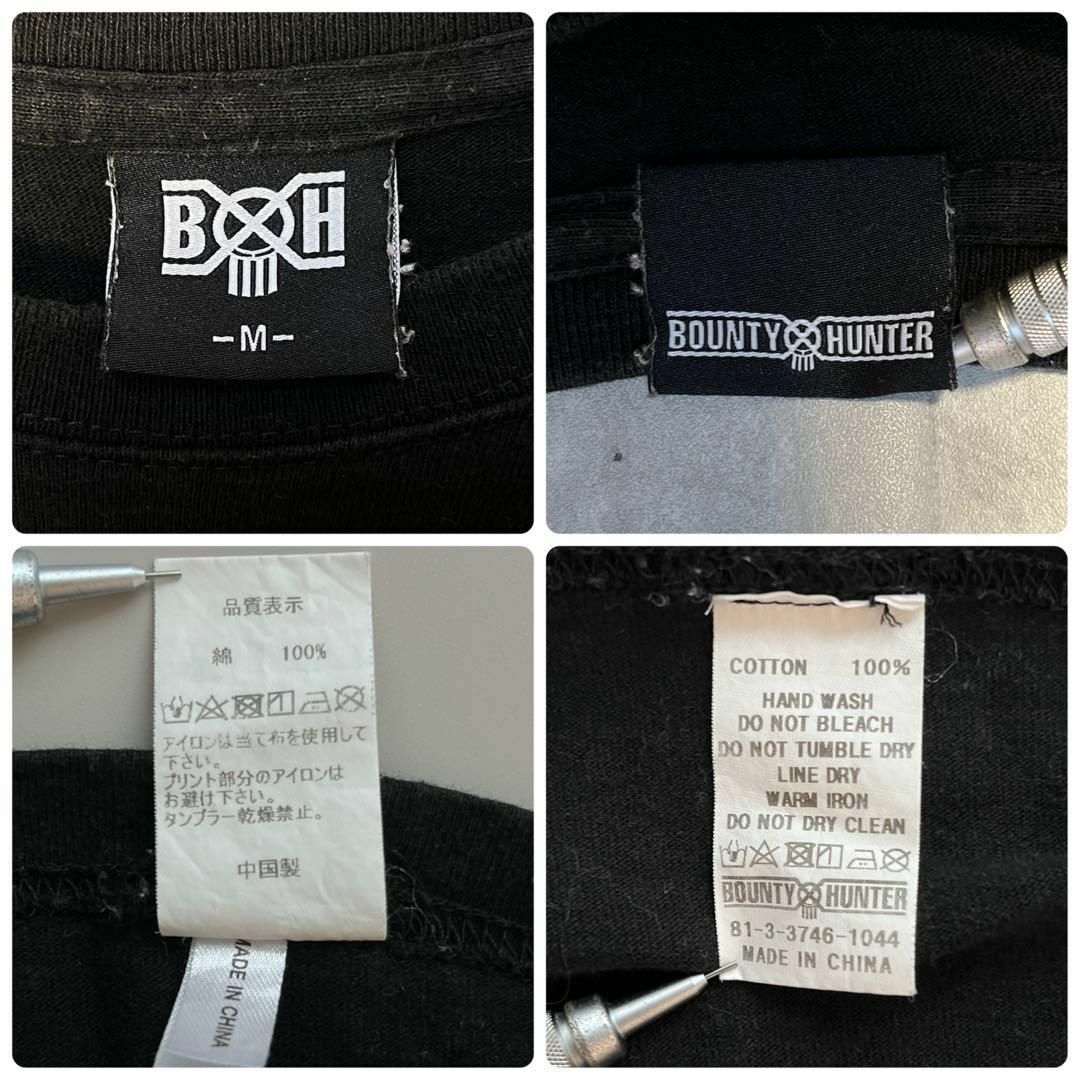 BH
-M-
BOUNTY HUNTER
品質表示
綿 100%
アイロンは当て布を使用して
下さい。
プリント部分のアイロンは
お避け下さい。
タンブラー乾燥禁止。
中国製
MADE IN CHINA
COTTON 100%
HAND WASH
DO NOT BLEACH
DO NOT TUMBLE DRY
LINE DRY
WARM IRON
DO NOT DRY CLEAN
BOUNTY HUNTER
81-3-3746-1044
MADE IN CHINA